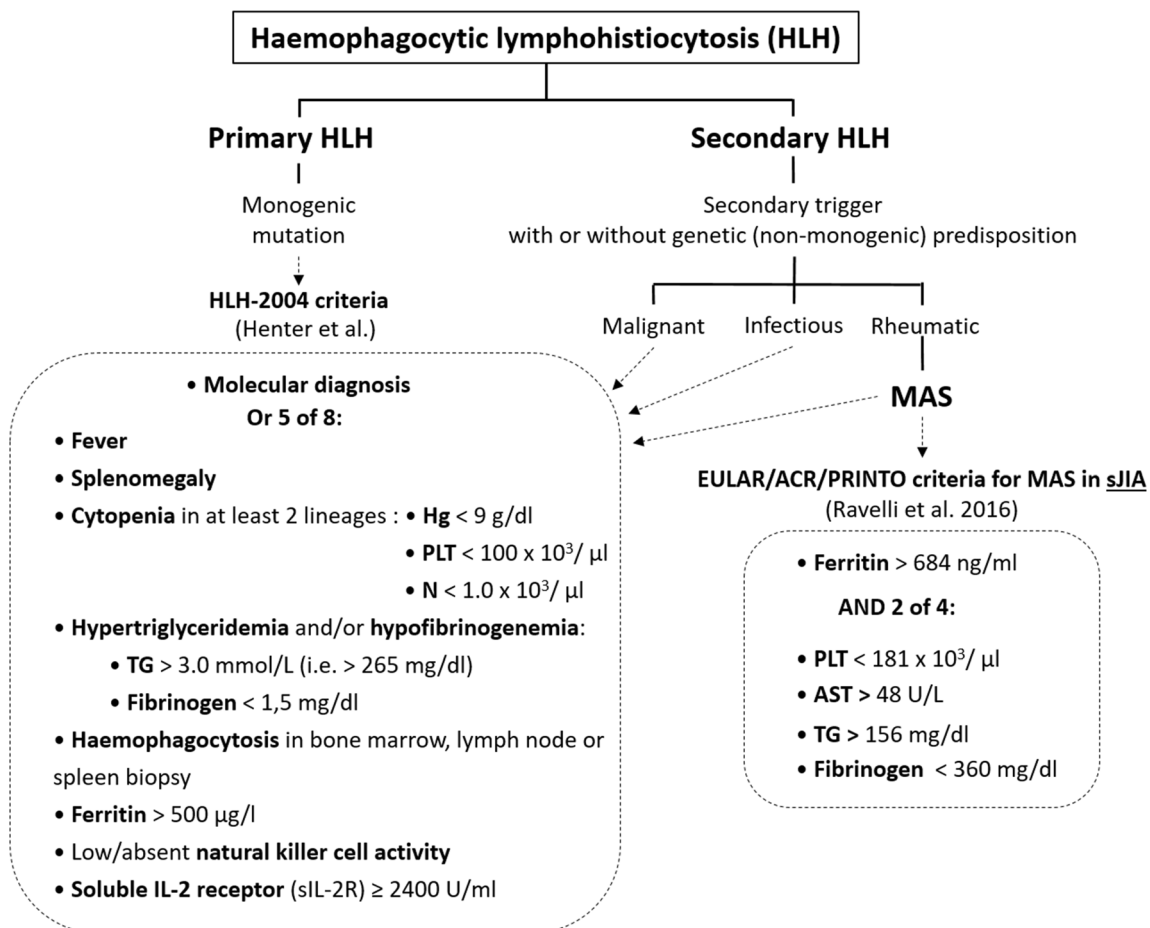 Haemophagocytic lymphohistiocytosis (HLH)
Primary HLH
Monogenic
mutation
HLH-2004 criteria
(Henter et al.)
• Molecular diagnosis
Or 5 of 8:
• Fever
• Splenomegaly
• Cytopenia in at least 2 lineages : • Hg < 9 g/dl
• PLT < 100 x 10³/ µl
• N < 1.0 x 10³/ µl
• Hypertriglyceridemia and/or hypofibrinogenemia:
• TG > 3.0 mmol/L (i.e. > 265 mg/dl)
• Fibrinogen < 1,5 mg/dl
• Haemophagocytosis in bone marrow, lymph node or
spleen biopsy
• Ferritin > 500 µg/l
• Low/absent natural killer cell activity
• Soluble IL-2 receptor (sIL-2R) ≥ 2400 U/ml
Secondary HLH
Secondary trigger
with or without genetic (non-monogenic) predisposition
Malignant
Infectious
Rheumatic
MAS
EULAR/ACR/PRINTO criteria for MAS in sJIA
(Ravelli et al. 2016)
• Ferritin > 684 ng/ml
AND 2 of 4:
• PLT < 181 x 10³/ µl
• AST > 48 U/L
• TG > 156 mg/dl
• Fibrinogen < 360 mg/dl